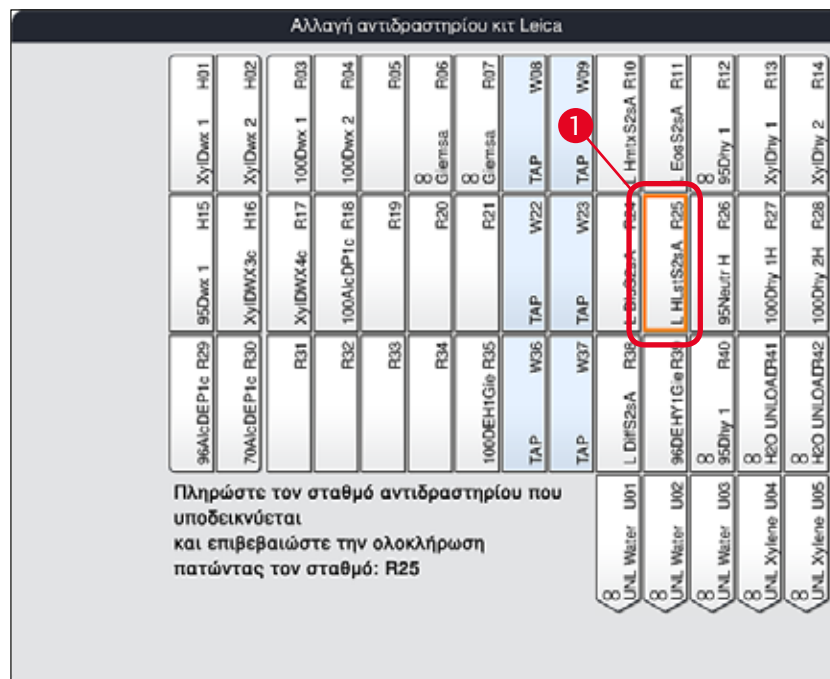 Αλλαγή αντιδραστηρίου κιτ Leica
XylDwx 1 H01
XylDwx 2 H02
100Dwx 1 R03
100Dwx 2 R04
R05
∞ Giemsa R06
∞ Giemsa R07
TAP W08
TAP W09
L HmtxS2sA R10
L EosS2sA R11
∞ 95Dhy 1 R12
XylDhy 1 R13
XylDhy 2 R14
1
95Dwx 1 H15
XylDWX3c H16
XylDWX4c R17
100AlcDP1c R18
R19
R20
R21
TAP W22
TAP W23
R24
L HLstS2sA R25
95Neutr H R26
100Dhy 1H R27
100Dhy 2H R28
96AlcDEP1c R29
70AlcDEP1c R30
R31
R32
R33
R34
100DEH1Gie R35
TAP W36
TAP W37
L DifS2sA R38
96DEHY1Gie R39
∞ 95Dhy 1 R40
∞ H2O UNLOAD R41
∞ H2O UNLOAD R42
Πληρώστε τον σταθμό αντιδραστηρίου που
υποδεικνύεται
και επιβεβαιώστε την ολοκλήρωση
πατώντας τον σταθμό: R25
∞ UNL Water U01
∞ UNL Water U02
∞ UNL Water U03
∞ UNL Xylene U04
∞ UNL Xylene U05